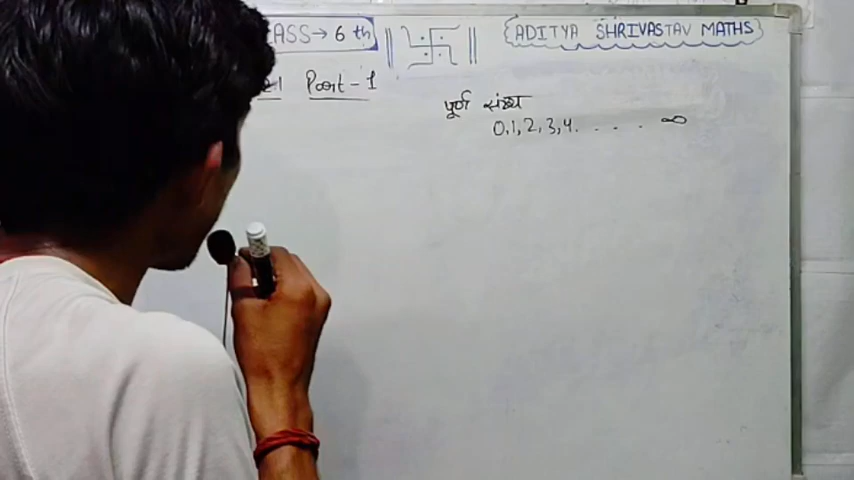 ASS→ 6 th
ADITYA SHRIVASTAV MATHS
Part - 1
पूर्ण संख्य
0,1,2,3,4. . . . . ∞